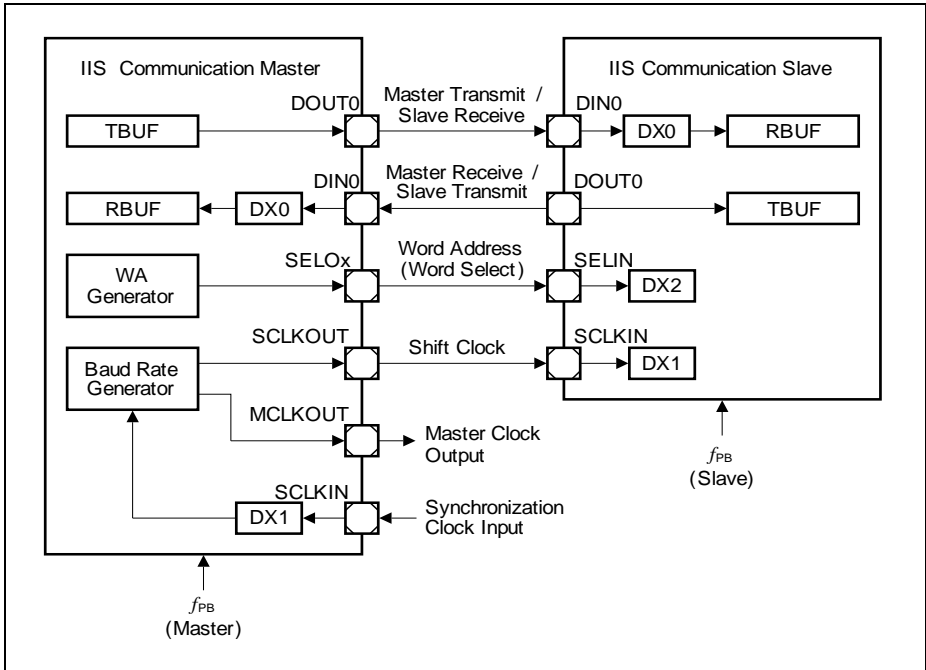 IIS Communication Master
TBUF
DOUT0
RBUF
DX0
DIN0
WA
Generator
SELOx
Baud Rate
Generator
SCLKOUT
MCLKOUT
DX1
SCLKIN
fPB
(Master)
Master Transmit /
Slave Receive
Master Receive /
Slave Transmit
Word Address
(Word Select)
Shift Clock
Master Clock
Output
Synchronization
Clock Input
IIS Communication Slave
DIN0
DX0
RBUF
DOUT0
TBUF
SELIN
DX2
SCLKIN
DX1
fPB
(Slave)